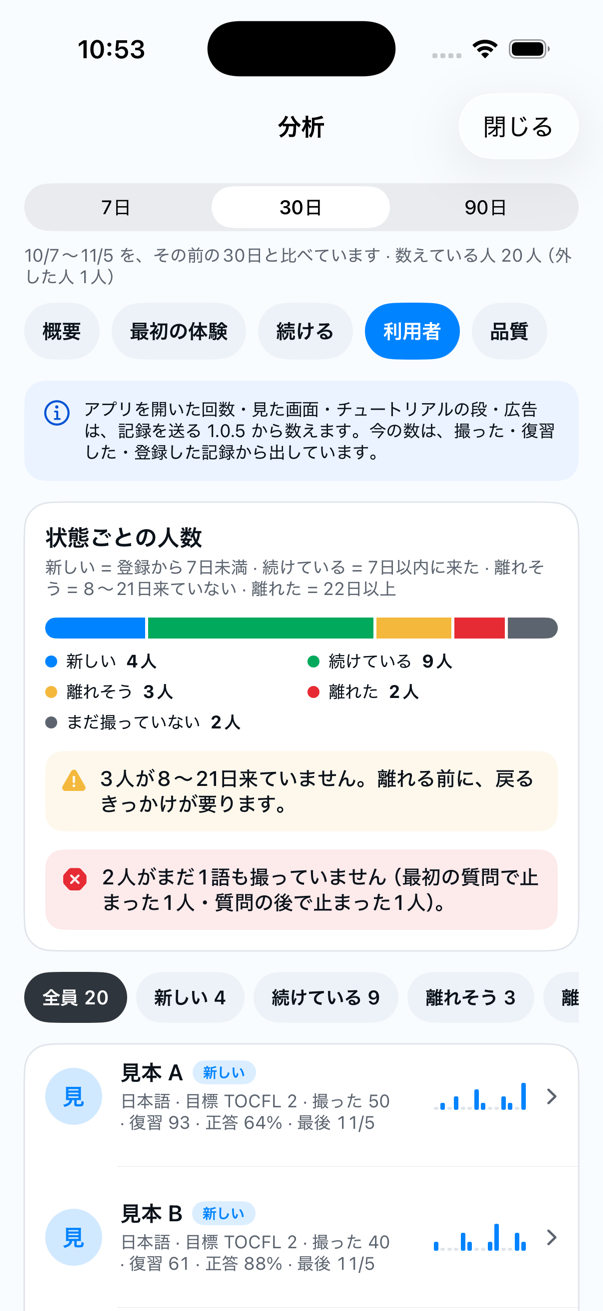 10:53
分析
閉じる
7日
30日
90日
10/7〜11/5 を、その前の30日と比べています · 数えている人 20人（外
した人 1人）
概要
最初の体験
続ける
利用者
品質
アプリを開いた回数・見た画面・チュートリアルの段・広告
は、記録を送る 1.0.5 から数えます。今の数は、撮った・復習
した・登録した記録から出しています。
状態ごとの人数
新しい = 登録から7日未満 · 続けている = 7日以内に来た · 離れそ
う = 8〜21日来ていない · 離れた = 22日以上
新しい 4人
続けている 9人
離れそう 3人
離れた 2人
まだ撮っていない 2人
3人が8〜21日来ていません。離れる前に、戻る
きっかけが要ります。
2人がまだ1語も撮っていません（最初の質問で止
まった1人・質問の後で止まった1人）。
全員 20
新しい 4
続けている 9
離れそう 3
離
見
見本 A
新しい
日本語 · 目標 TOCFL 2 · 撮った 50
· 復習 93 · 正答 64% · 最後 11/5
見
見本 B
新しい
日本語 · 目標 TOCFL 2 · 撮った 40
· 復習 61 · 正答 88% · 最後 11/5